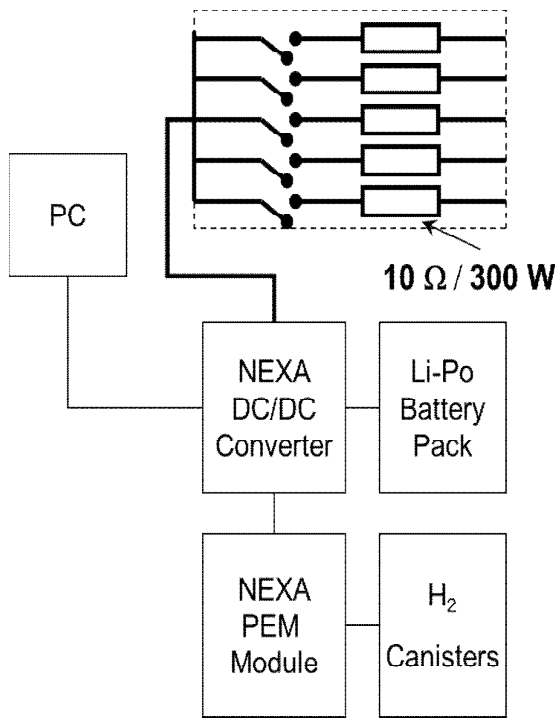 10 Ω / 300 W
PC
NEXA
DC/DC
Converter
Li-Po
Battery
Pack
NEXA
PEM
Module
H₂
Canisters